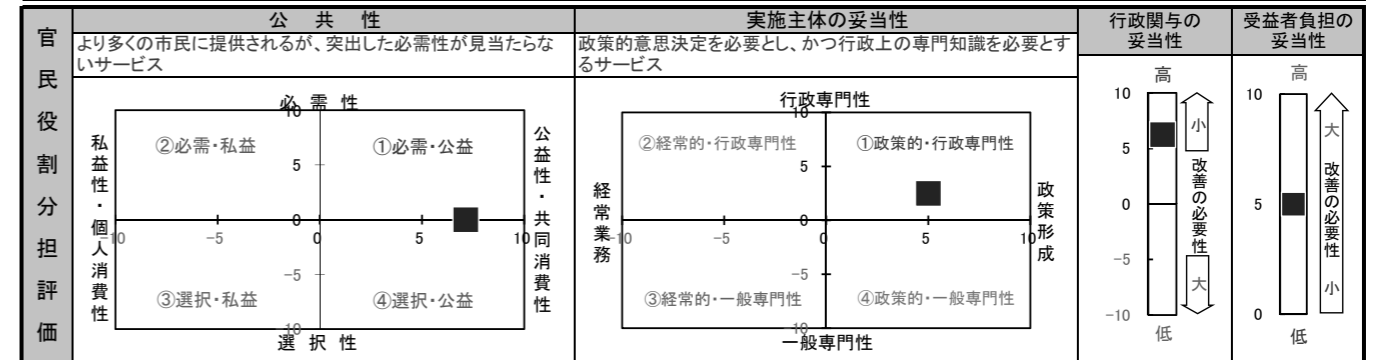 官民役割分担評価
公共性
より多くの市民に提供されるが、突出した必需性が見当たらな
いサービス
必需性
10
私益性・個人消費性
②必需・私益
①必需・公益
公益性・共同消費性
5
0
-10
-5
0
5
10
-5
③選択・私益
④選択・公益
-10
選択性
実施主体の妥当性
政策的意思決定を必要とし、かつ行政上の専門知識を必要とす
るサービス
行政専門性
10
経常業務
②経常的・行政専門性
①政策的・行政専門性
政策形成
5
0
-10
-5
0
5
10
-5
③経常的・一般専門性
④政策的・一般専門性
-10
一般専門性
行政関与の
妥当性
高
10
5
0
-5
-10
小
改善の必要性
大
低
受益者負担の
妥当性
高
10
5
0
大
改善の必要性
小
低